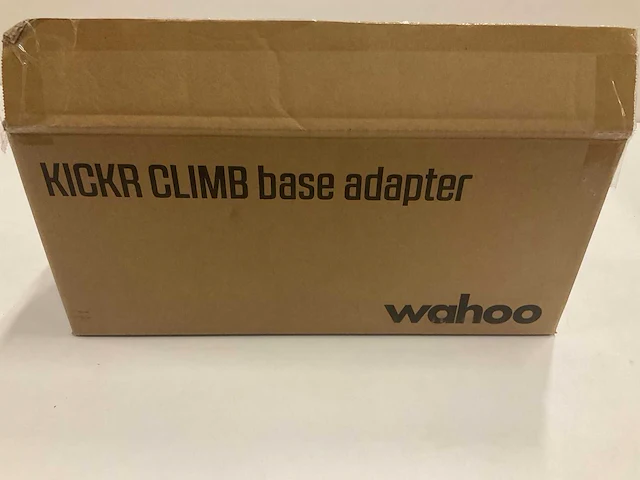 KICKR CLIMB base adapter
wahoo